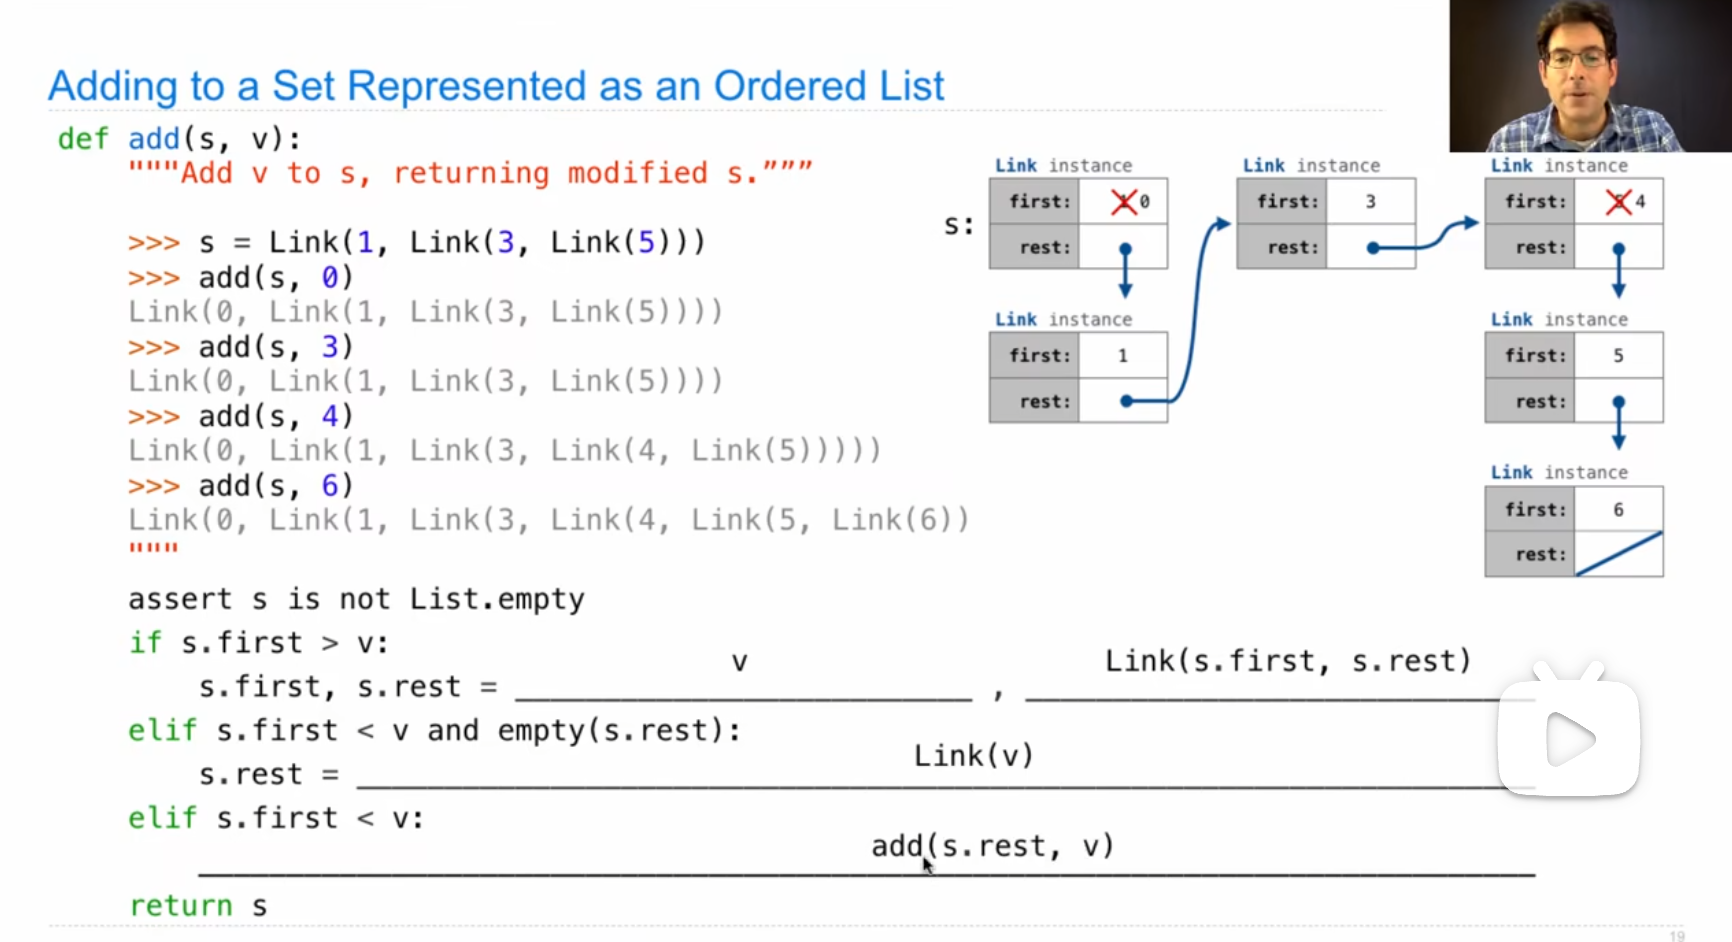 Adding to a Set Represented as an Ordered List
def add(s, v):
"""Add v to s, returning modified s.”””
>>> s = Link(1, Link(3, Link(5)))
>>> add(s, 0)
Link(0, Link(1, Link(3, Link(5))))
>>> add(s, 3)
Link(0, Link(1, Link(3, Link(5))))
>>> add(s, 4)
Link(0, Link(1, Link(3, Link(4, Link(5)))))
>>> add(s, 6)
Link(0, Link(1, Link(3, Link(4, Link(5, Link(6))
"""
assert s is not List.empty
if s.first > v:
v
Link(s.first, s.rest)
s.first, s.rest = ,
elif s.first < v and empty(s.rest):
Link(v)
s.rest =
elif s.first < v:
add(s.rest, v)
return s
s:
Link instance
first: 0
rest:
Link instance
first: 1
rest:
Link instance
first: 3
rest:
Link instance
first: 4
rest:
Link instance
first: 5
rest:
Link instance
first: 6
rest:
19